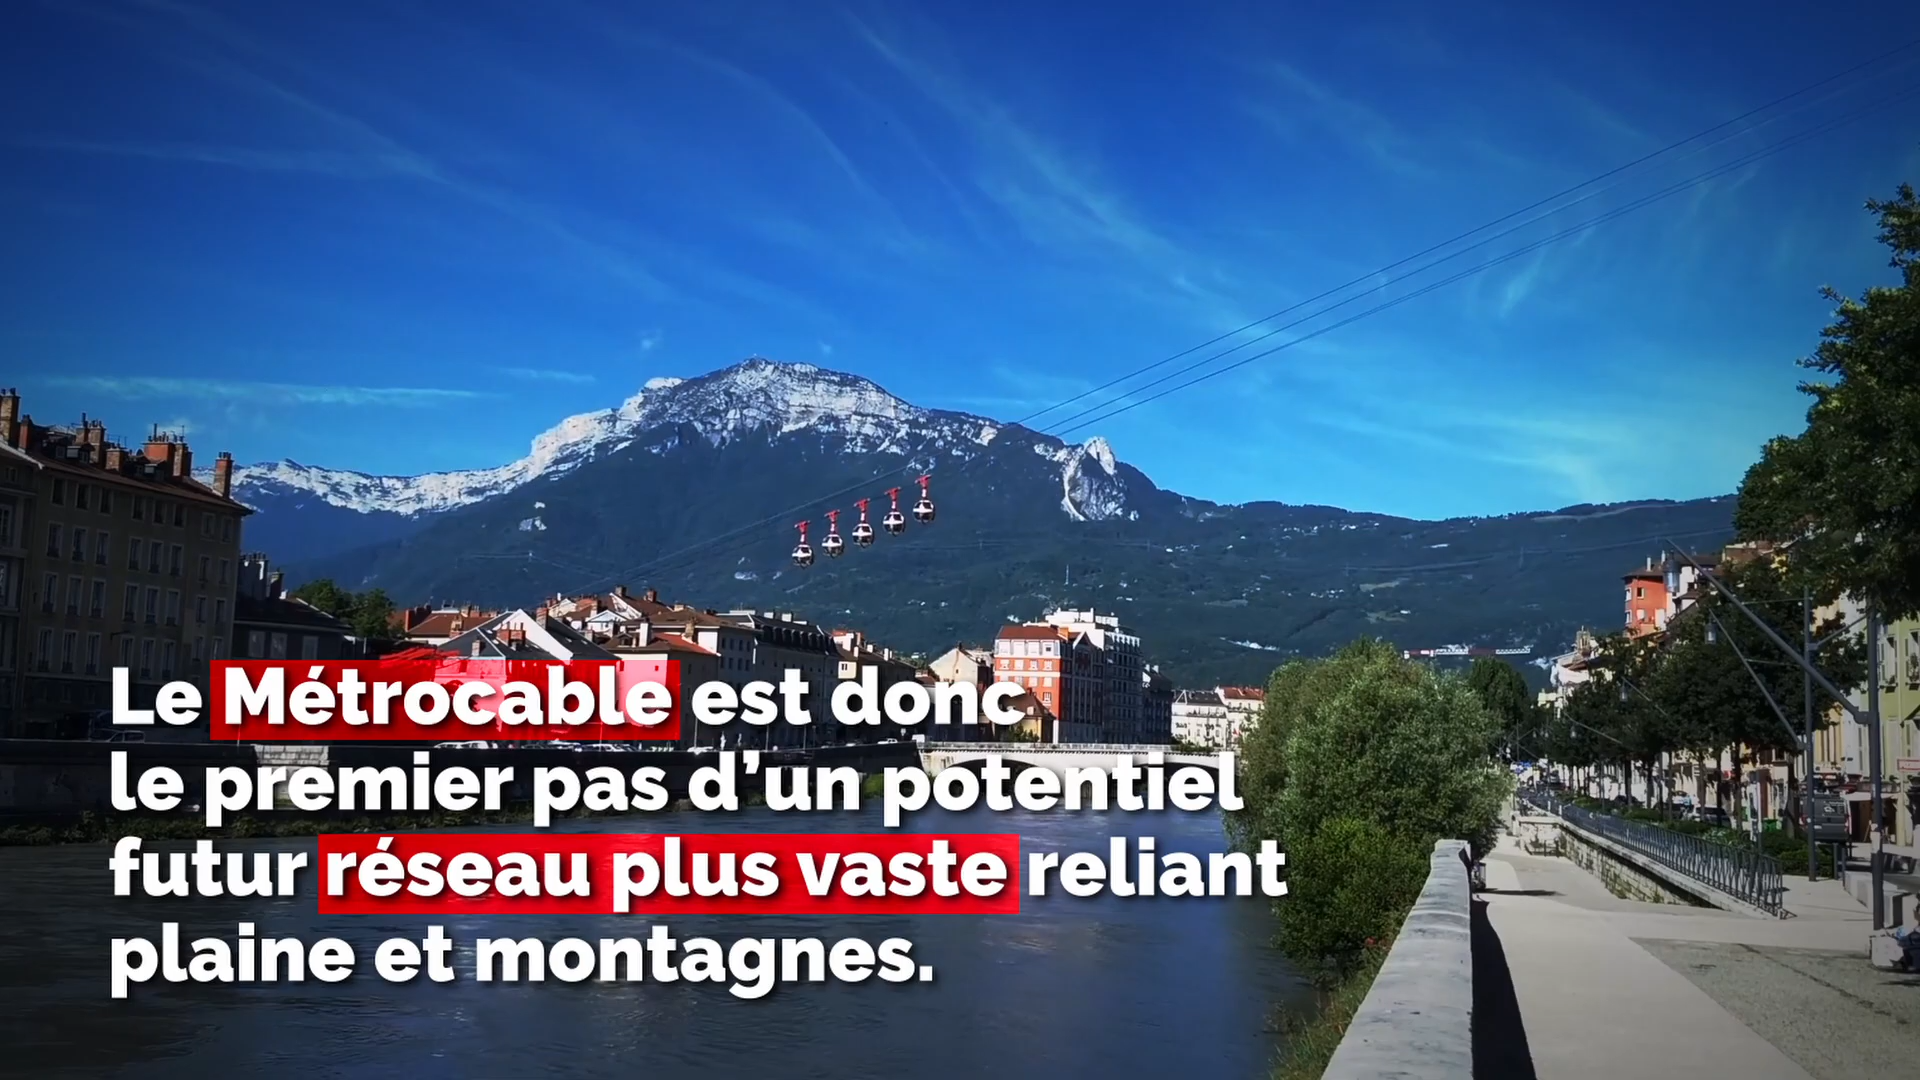 Le Métrocable est donc
le premier pas d’un potentiel
futur réseau plus vaste reliant
plaine et montagnes.